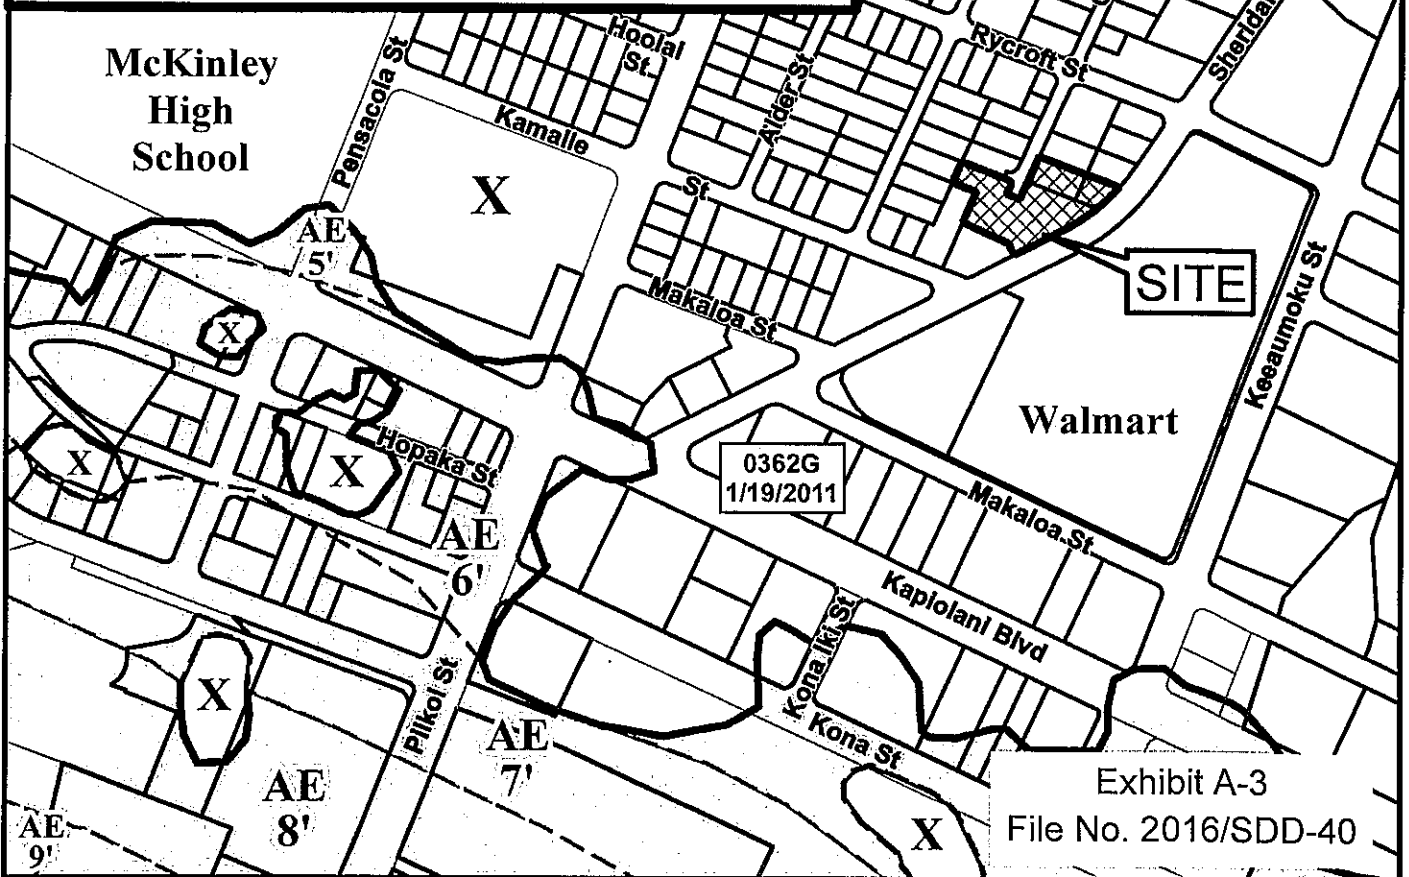 McKinley
High
School
Pensacola St
Hoolai
St
Kamaile
St
Alder St
Rycroft St
Sheridan
X
AE
5'
SITE
Keeaumoku St
Makaloa St
X
Walmart
X
X
Hopaka St
0362G
1/19/2011
Makaloa St
AE
6'
Kapiolani Blvd
Kona Iki St
X
Piikoi St
AE
7'
Kona St
AE
8'
AE
9'
X
Exhibit A-3
File No. 2016/SDD-40